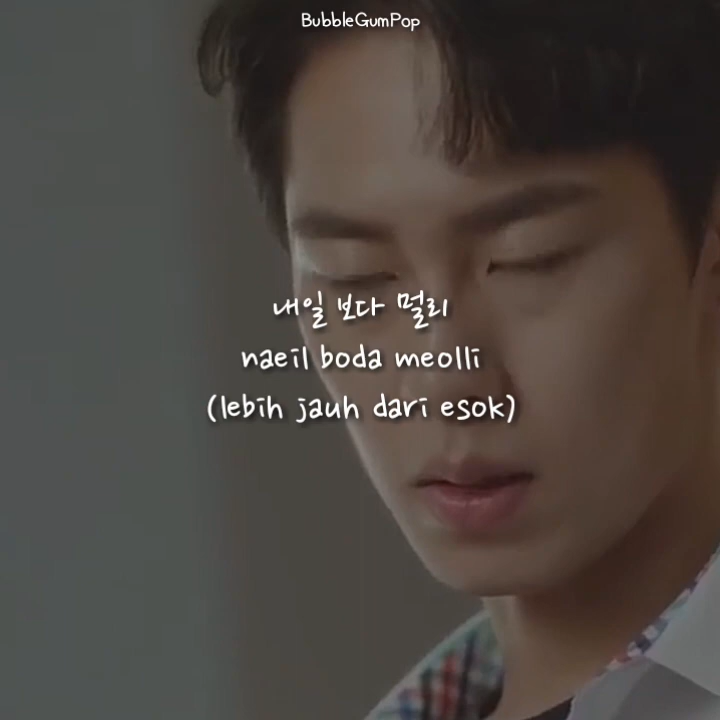 BubbleGumPop
내일 보다 멀리
naeil boda meolli
(lebih jauh dari esok)